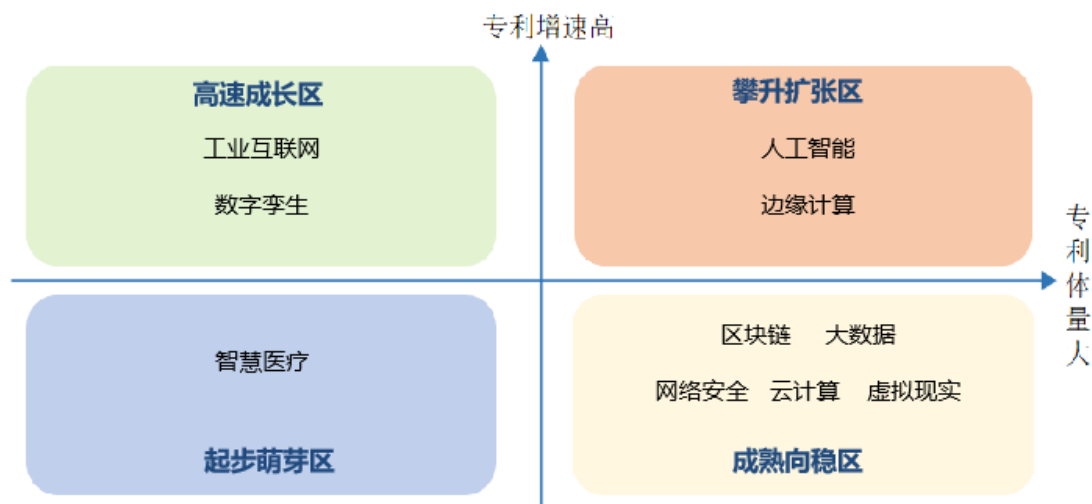 专利增速高
高速成长区
工业互联网
数字孪生
攀升扩张区
人工智能
边缘计算
专利体量大
智慧医疗
起步萌芽区
区块链 大数据
网络安全 云计算 虚拟现实
成熟向稳区